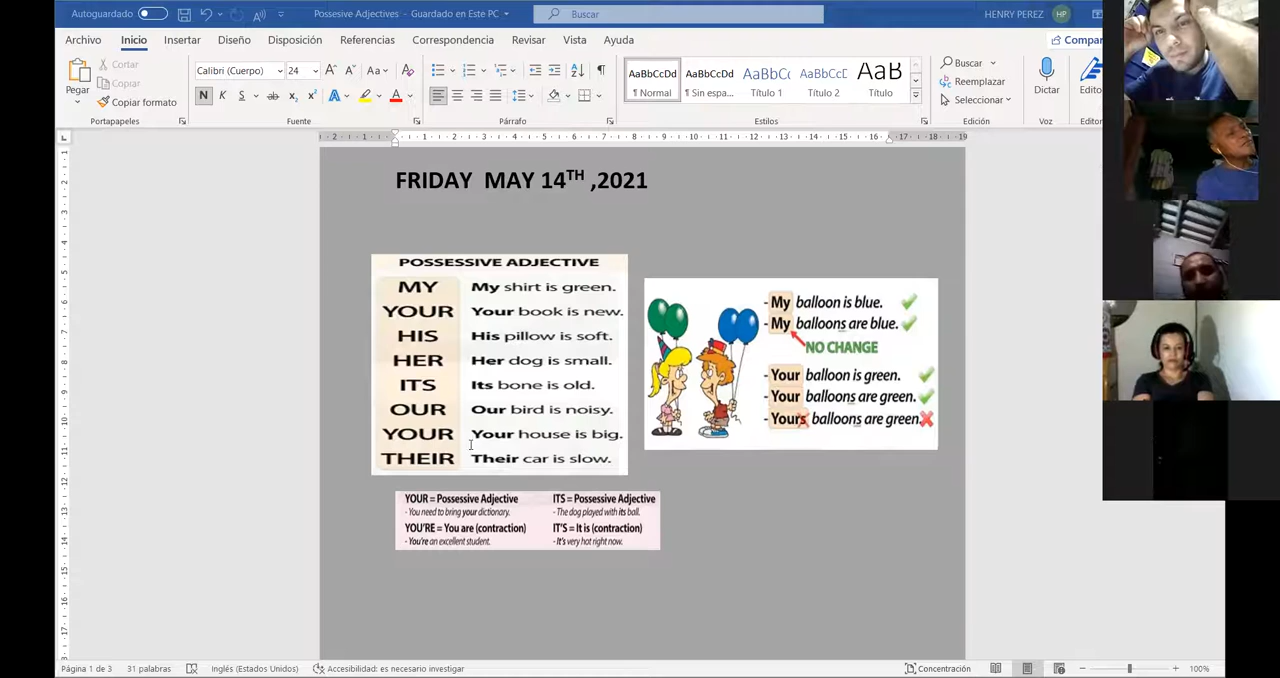 Autoguardado
Possesive Adjectives - Guardado en Este PC
Buscar
HENRY PEREZ HP
Archivo Inicio Insertar Diseño Disposición Referencias Correspondencia Revisar Vista Ayuda
Compar
Pegar
Cortar
Copiar
Copiar formato
Portapapeles
Calibri (Cuerpo) 24
Fuente
Párrafo
AaBbCcDd
¶ Normal
AaBbCcDd
¶ Sin espa...
AaBbCc
Título 1
AaBbCcE
Título 2
AaB
Título
Estilos
Buscar
Reemplazar
Seleccionar
Edición
Dictar
Voz
Edito
Editor
FRIDAY MAY 14TH ,2021
POSSESSIVE ADJECTIVE
MY My shirt is green.
YOUR Your book is new.
HIS His pillow is soft.
HER Her dog is small.
ITS Its bone is old.
OUR Our bird is noisy.
YOUR Your house is big.
THEIR Their car is slow.
- My balloon is blue.
- My balloons are blue.
NO CHANGE
- Your balloon is green.
- Your balloons are green.
- Yours balloons are green.
YOUR = Possessive Adjective
- You need to bring your dictionary.
YOU'RE = You are (contraction)
- You're an excellent student.
ITS = Possessive Adjective
- The dog played with its ball.
IT'S = It is (contraction)
- It's very hot right now.
Página 1 de 3 31 palabras Inglés (Estados Unidos) Accesibilidad: es necesario investigar
Concentración 100%